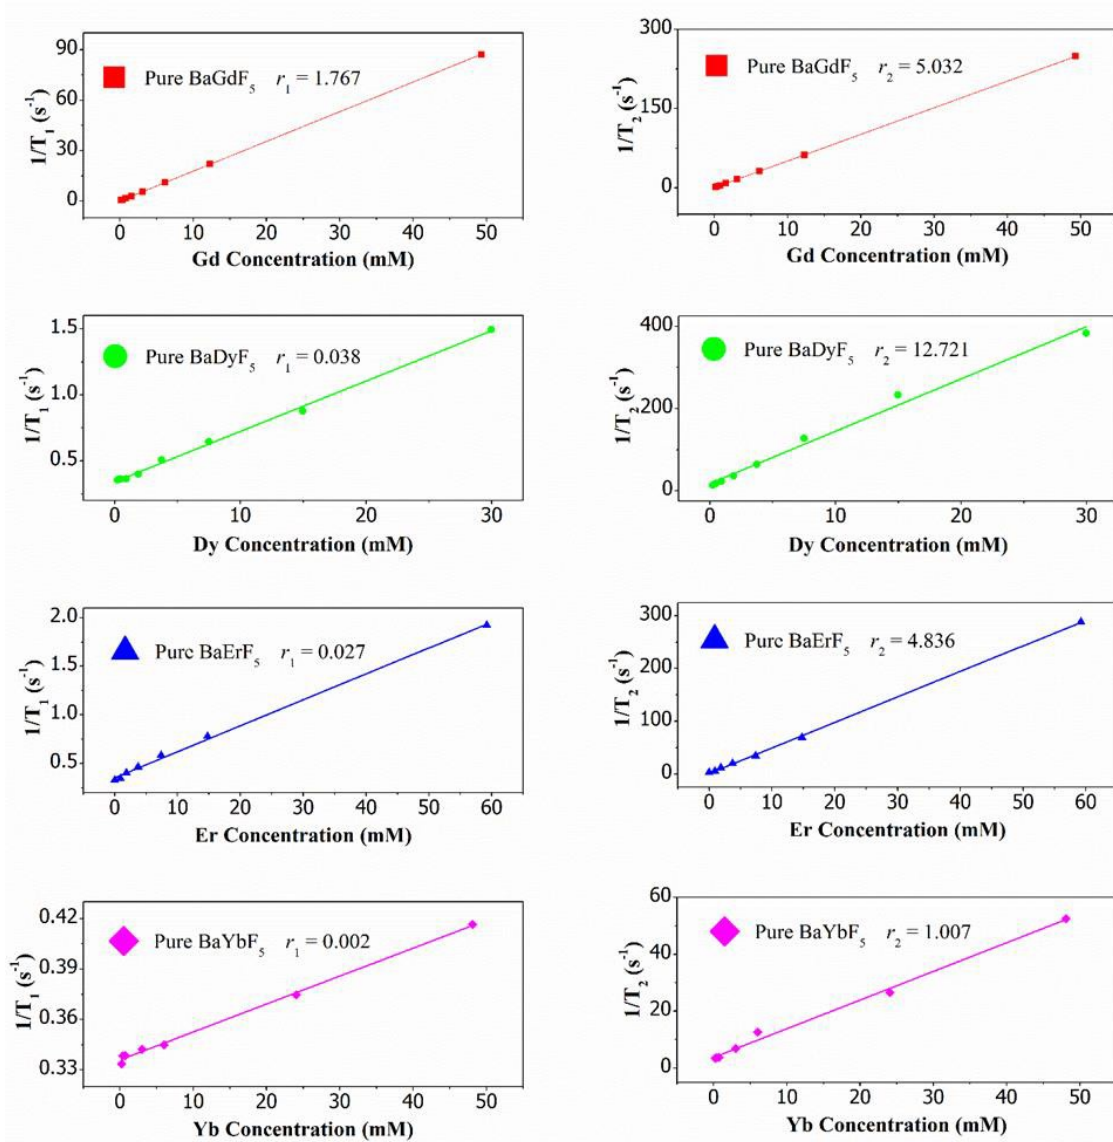 90
60
30
0
1/T₁ (s⁻¹)
Pure BaGdF₅ r₁ = 1.767
0 10 20 30 40 50
Gd Concentration (mM)
300
150
0
1/T₂ (s⁻¹)
Pure BaGdF₅ r₂ = 5.032
0 10 20 30 40 50
Gd Concentration (mM)
1.5
1.0
0.5
1/T₁ (s⁻¹)
Pure BaDyF₅ r₁ = 0.038
0 10 20 30
Dy Concentration (mM)
400
200
0
1/T₂ (s⁻¹)
Pure BaDyF₅ r₂ = 12.721
0 10 20 30
Dy Concentration (mM)
2.0
1.5
1.0
0.5
1/T₁ (s⁻¹)
Pure BaErF₅ r₁ = 0.027
0 10 20 30 40 50 60
Er Concentration (mM)
300
200
100
0
1/T₂ (s⁻¹)
Pure BaErF₅ r₂ = 4.836
0 10 20 30 40 50 60
Er Concentration (mM)
0.42
0.39
0.36
0.33
1/T₁ (s⁻¹)
Pure BaYbF₅ r₁ = 0.002
0 10 20 30 40 50
Yb Concentration (mM)
60
40
20
0
1/T₂ (s⁻¹)
Pure BaYbF₅ r₂ = 1.007
0 10 20 30 40 50
Yb Concentration (mM)